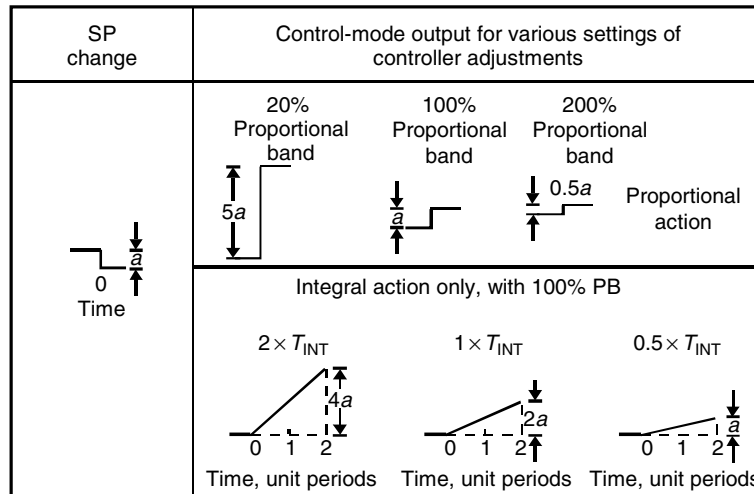 SP
change
Control-mode output for various settings of
controller adjustments
20%
Proportional
band
100%
Proportional
band
200%
Proportional
band
5a
a
0.5a
Proportional
action
a
0
Time
Integral action only, with 100% PB
2 × T_INT
1 × T_INT
0.5 × T_INT
4a
2a
a
0 1 2
0 1 2
0 1 2
Time, unit periods
Time, unit periods
Time, unit periods